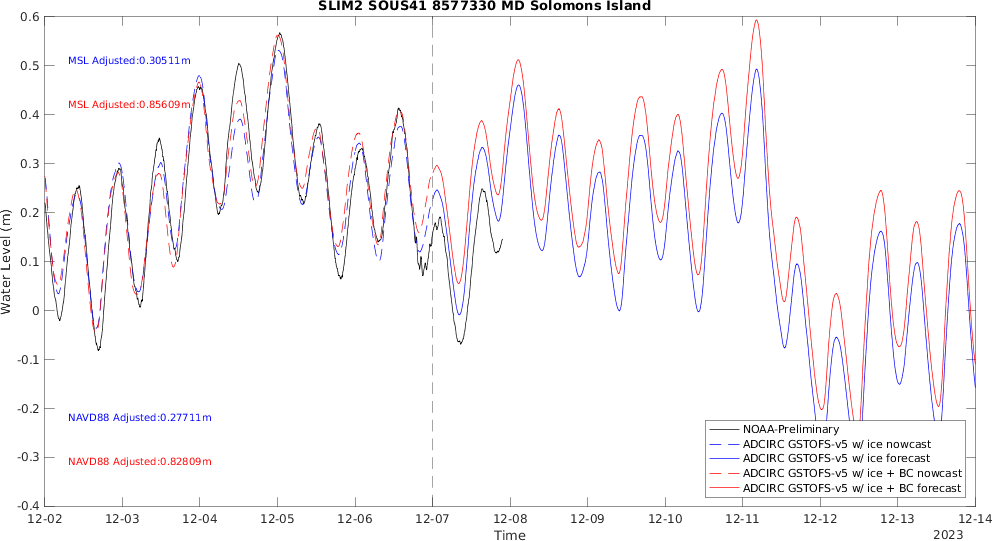 SLIM2 SOUS41 8577330 MD Solomons Island
0.6
0.5
0.4
0.3
0.2
0.1
0
-0.1
-0.2
-0.3
-0.4
Water Level (m)
MSL Adjusted:0.30511m
MSL Adjusted:0.85609m
NAVD88 Adjusted:0.27711m
NAVD88 Adjusted:0.82809m
NOAA-Preliminary
ADCIRC GSTOFS-v5 w/ ice nowcast
ADCIRC GSTOFS-v5 w/ ice forecast
ADCIRC GSTOFS-v5 w/ ice + BC nowcast
ADCIRC GSTOFS-v5 w/ ice + BC forecast
12-02 12-03 12-04 12-05 12-06 12-07 12-08 12-09 12-10 12-11 12-12 12-13 12-14
Time
2023